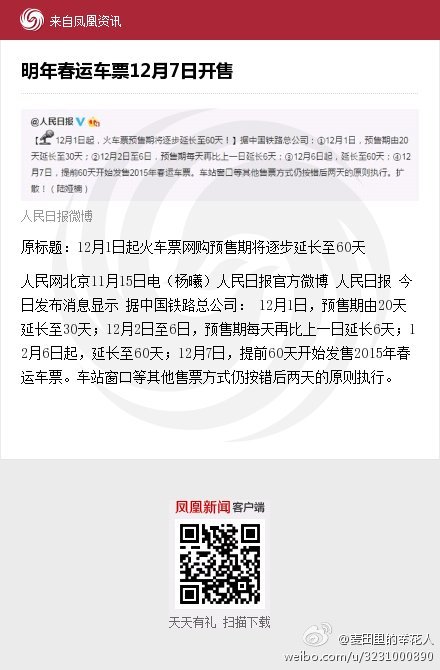 来自凤凰资讯
明年春运车票12月7日开售
@人民日报
【12月1日起，火车票预售期将逐步延长至60天！】据中国铁路总公司：①12月1日，预售期由20
天延长至30天；②12月2日至6日，预售期每天再比上一日延长6天；③12月6日起，延长至60天；④12
月7日，提前60天开始发售2015年春运车票。车站窗口等其他售票方式仍按错后两天的原则执行。扩
散！（陆娅楠）
人民日报微博
原标题：12月1日起火车票网购预售期将逐步延长至60天
人民网北京11月15日电（杨曦）人民日报官方微博 人民日报 今
日发布消息显示 据中国铁路总公司： 12月1日，预售期由20天
延长至30天；12月2日至6日，预售期每天再比上一日延长6天；1
2月6日起，延长至60天；12月7日，提前60天开始发售2015年春
运车票。车站窗口等其他售票方式仍按错后两天的原则执行。
凤凰新闻 客户端
天天有礼 扫描下载
@麦田里的芊花人
weibo.com/u/3231000890